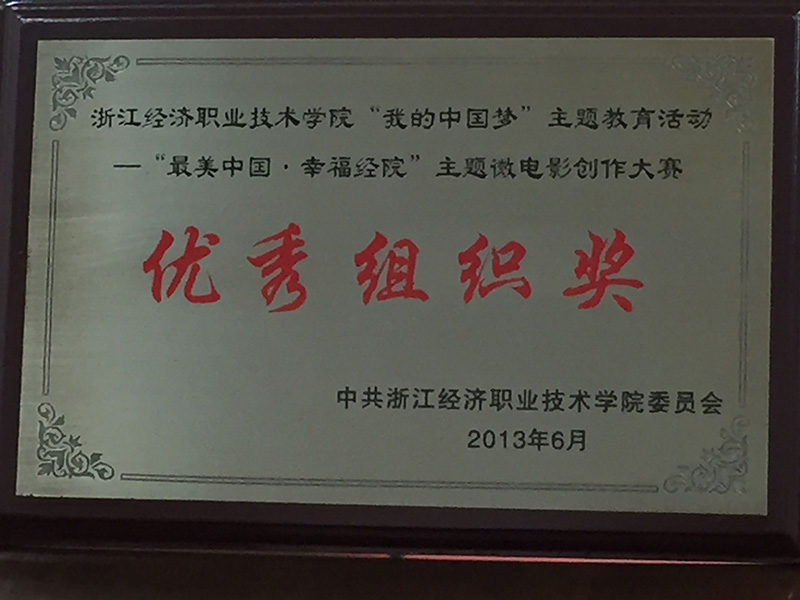 浙江经济职业技术学院“我的中国梦”主题教育活动
—“最美中国·幸福经院”主题微电影创作大赛
优秀组织奖
中共浙江经济职业技术学院委员会
2013年6月